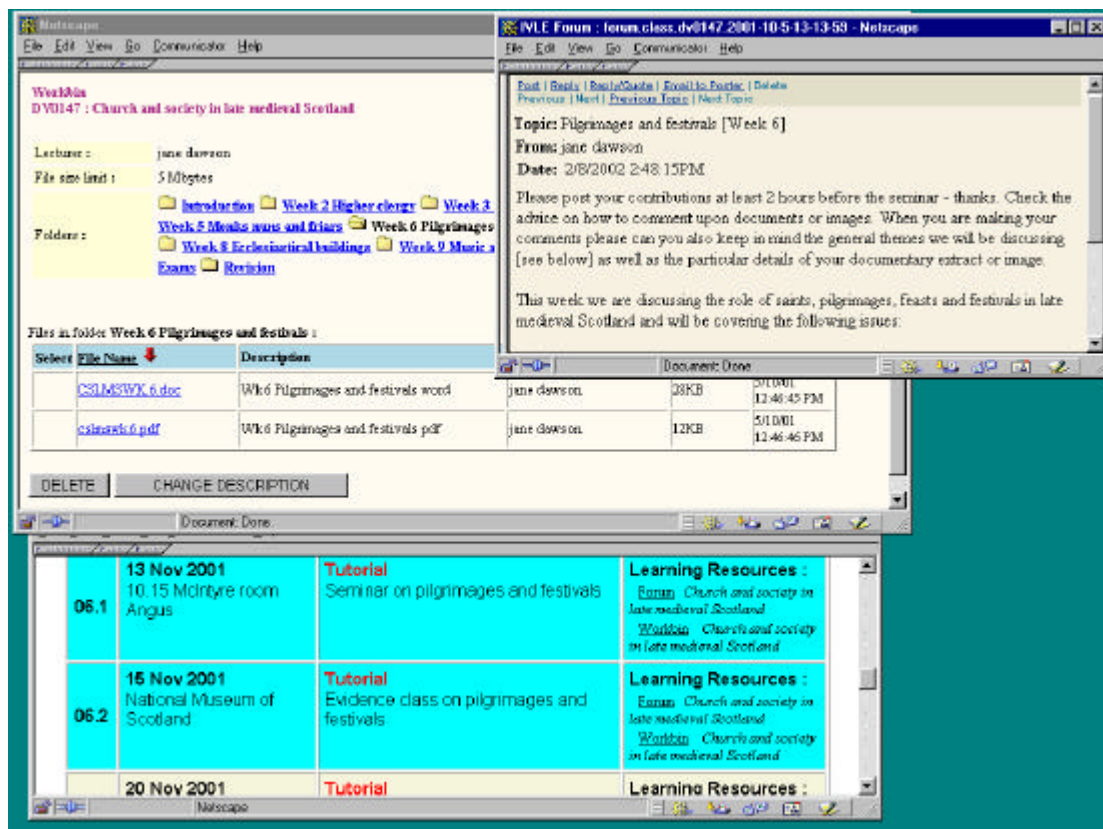 Netscape
File Edit View Go Communicator Help
Workbin
DV0147 : Church and society in late medieval Scotland
Lecturer : jane dawson
File size limit : 5 Mbytes
Folders :
Introduction Week 2 Higher clergy Week 3
Week 5 Monks nuns and friars Week 6 Pilgrimages
Week 8 Ecclesiastical buildings Week 9 Music a
Exams Revision
Files in folder Week 6 Pilgrimages and festivals :
Select File Name Description
CSLMSWK 6.doc Wk6 Pilgrimages and festivals word jane dawson 28KB 5/10/01
12:46:45 PM
cslmswk 6.pdf Wk6 Pilgrimages and festivals pdf jane dawson 12KB 5/10/01
12:46:46 PM
DELETE CHANGE DESCRIPTION
Document: Done
IVLE Forum : forum.class.dv0147.2001-10-5-13-13-59 - Netscape
File Edit View Go Communicator Help
Post | Reply | Reply/Quote | Email to Poster | Delete
Previous | Next | Previous Topic | Next Topic
Topic: Pilgrimages and festivals [Week 6]
From: jane dawson
Date: 2/8/2002 2:48:15PM
Please post your contributions at least 2 hours before the seminar - thanks. Check the
advice on how to comment upon documents or images. When you are making your
comments please can you also keep in mind the general themes we will be discussing
[see below] as well as the particular details of your documentary extract or image.
This week we are discussing the role of saints, pilgrimages, feasts and festivals in late
medieval Scotland and will be covering the following issues:
Document: Done
06.1
13 Nov 2001
10.15 McIntyre room
Angus
Tutorial
Seminar on pilgrimages and festivals
Learning Resources :
Forum Church and society in
late medieval Scotland
Workbin Church and society
in late medieval Scotland
06.2
15 Nov 2001
National Museum of
Scotland
Tutorial
Evidence class on pilgrimages and
festivals
Learning Resources :
Forum Church and society in
late medieval Scotland
Workbin Church and society
in late medieval Scotland
20 Nov 2001
Tutorial
Learning Resources :
Netscape